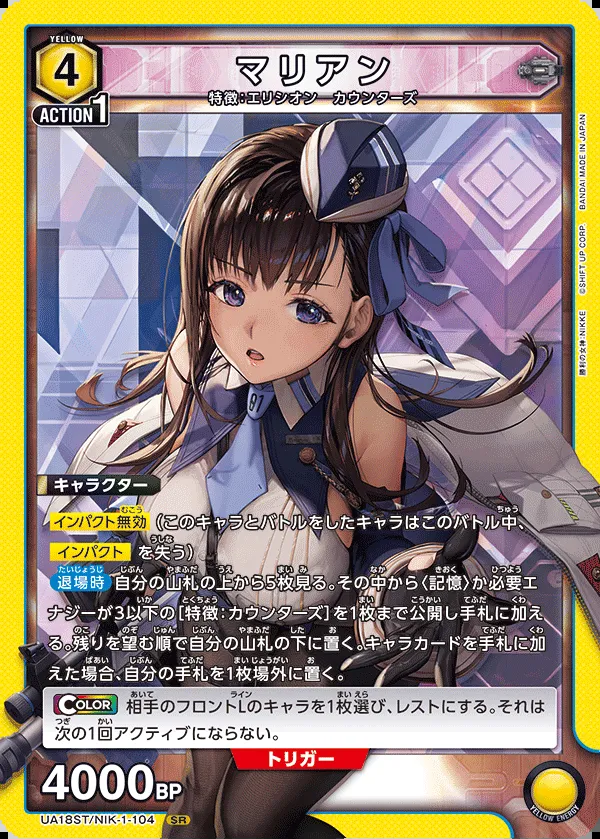 YELLOW
4
ACTION 1
マリアン
特徴:エリシオン カウンターズ
BANDAI MADE IN JAPAN
©SHIFT UP CORP.
勝利の女神:NIKKE
81
キャラクター
インパクト無効 (このキャラとバトルをしたキャラはこのバトル中、
インパクト を失う)
退場時 自分の山札の上から5枚見る。その中から〈記憶〉か必要エ
ナジーが3以下の[特徴:カウンターズ]を1枚まで公開し手札に加え
る。残りを望む順で自分の山札の下に置く。キャラカードを手札に加
えた場合、自分の手札を1枚場外に置く。
COLOR 相手のフロントLのキャラを1枚選び、レストにする。それは
次の1回アクティブにならない。
トリガー
4000BP
YELLOW ENERGY
UA18ST/NIK-1-104 SR